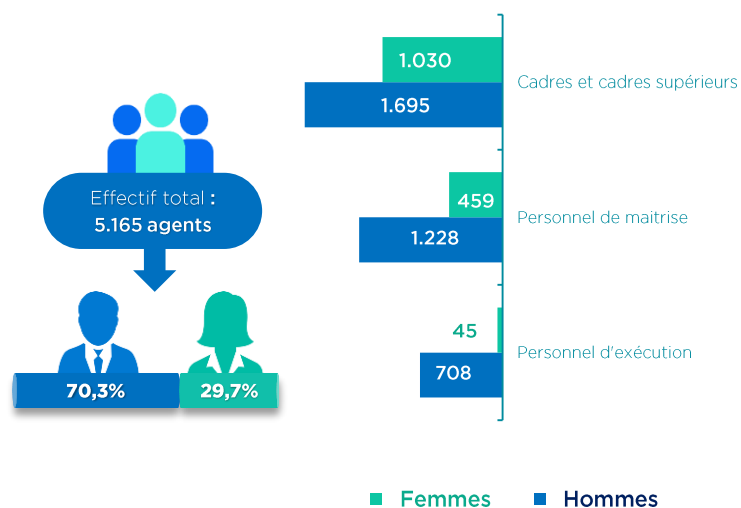 Effectif total :
5.165 agents
70,3%
29,7%
1.030
1.695
Cadres et cadres supérieurs
459
1.228
Personnel de maitrise
45
708
Personnel d'exécution
Femmes
Hommes